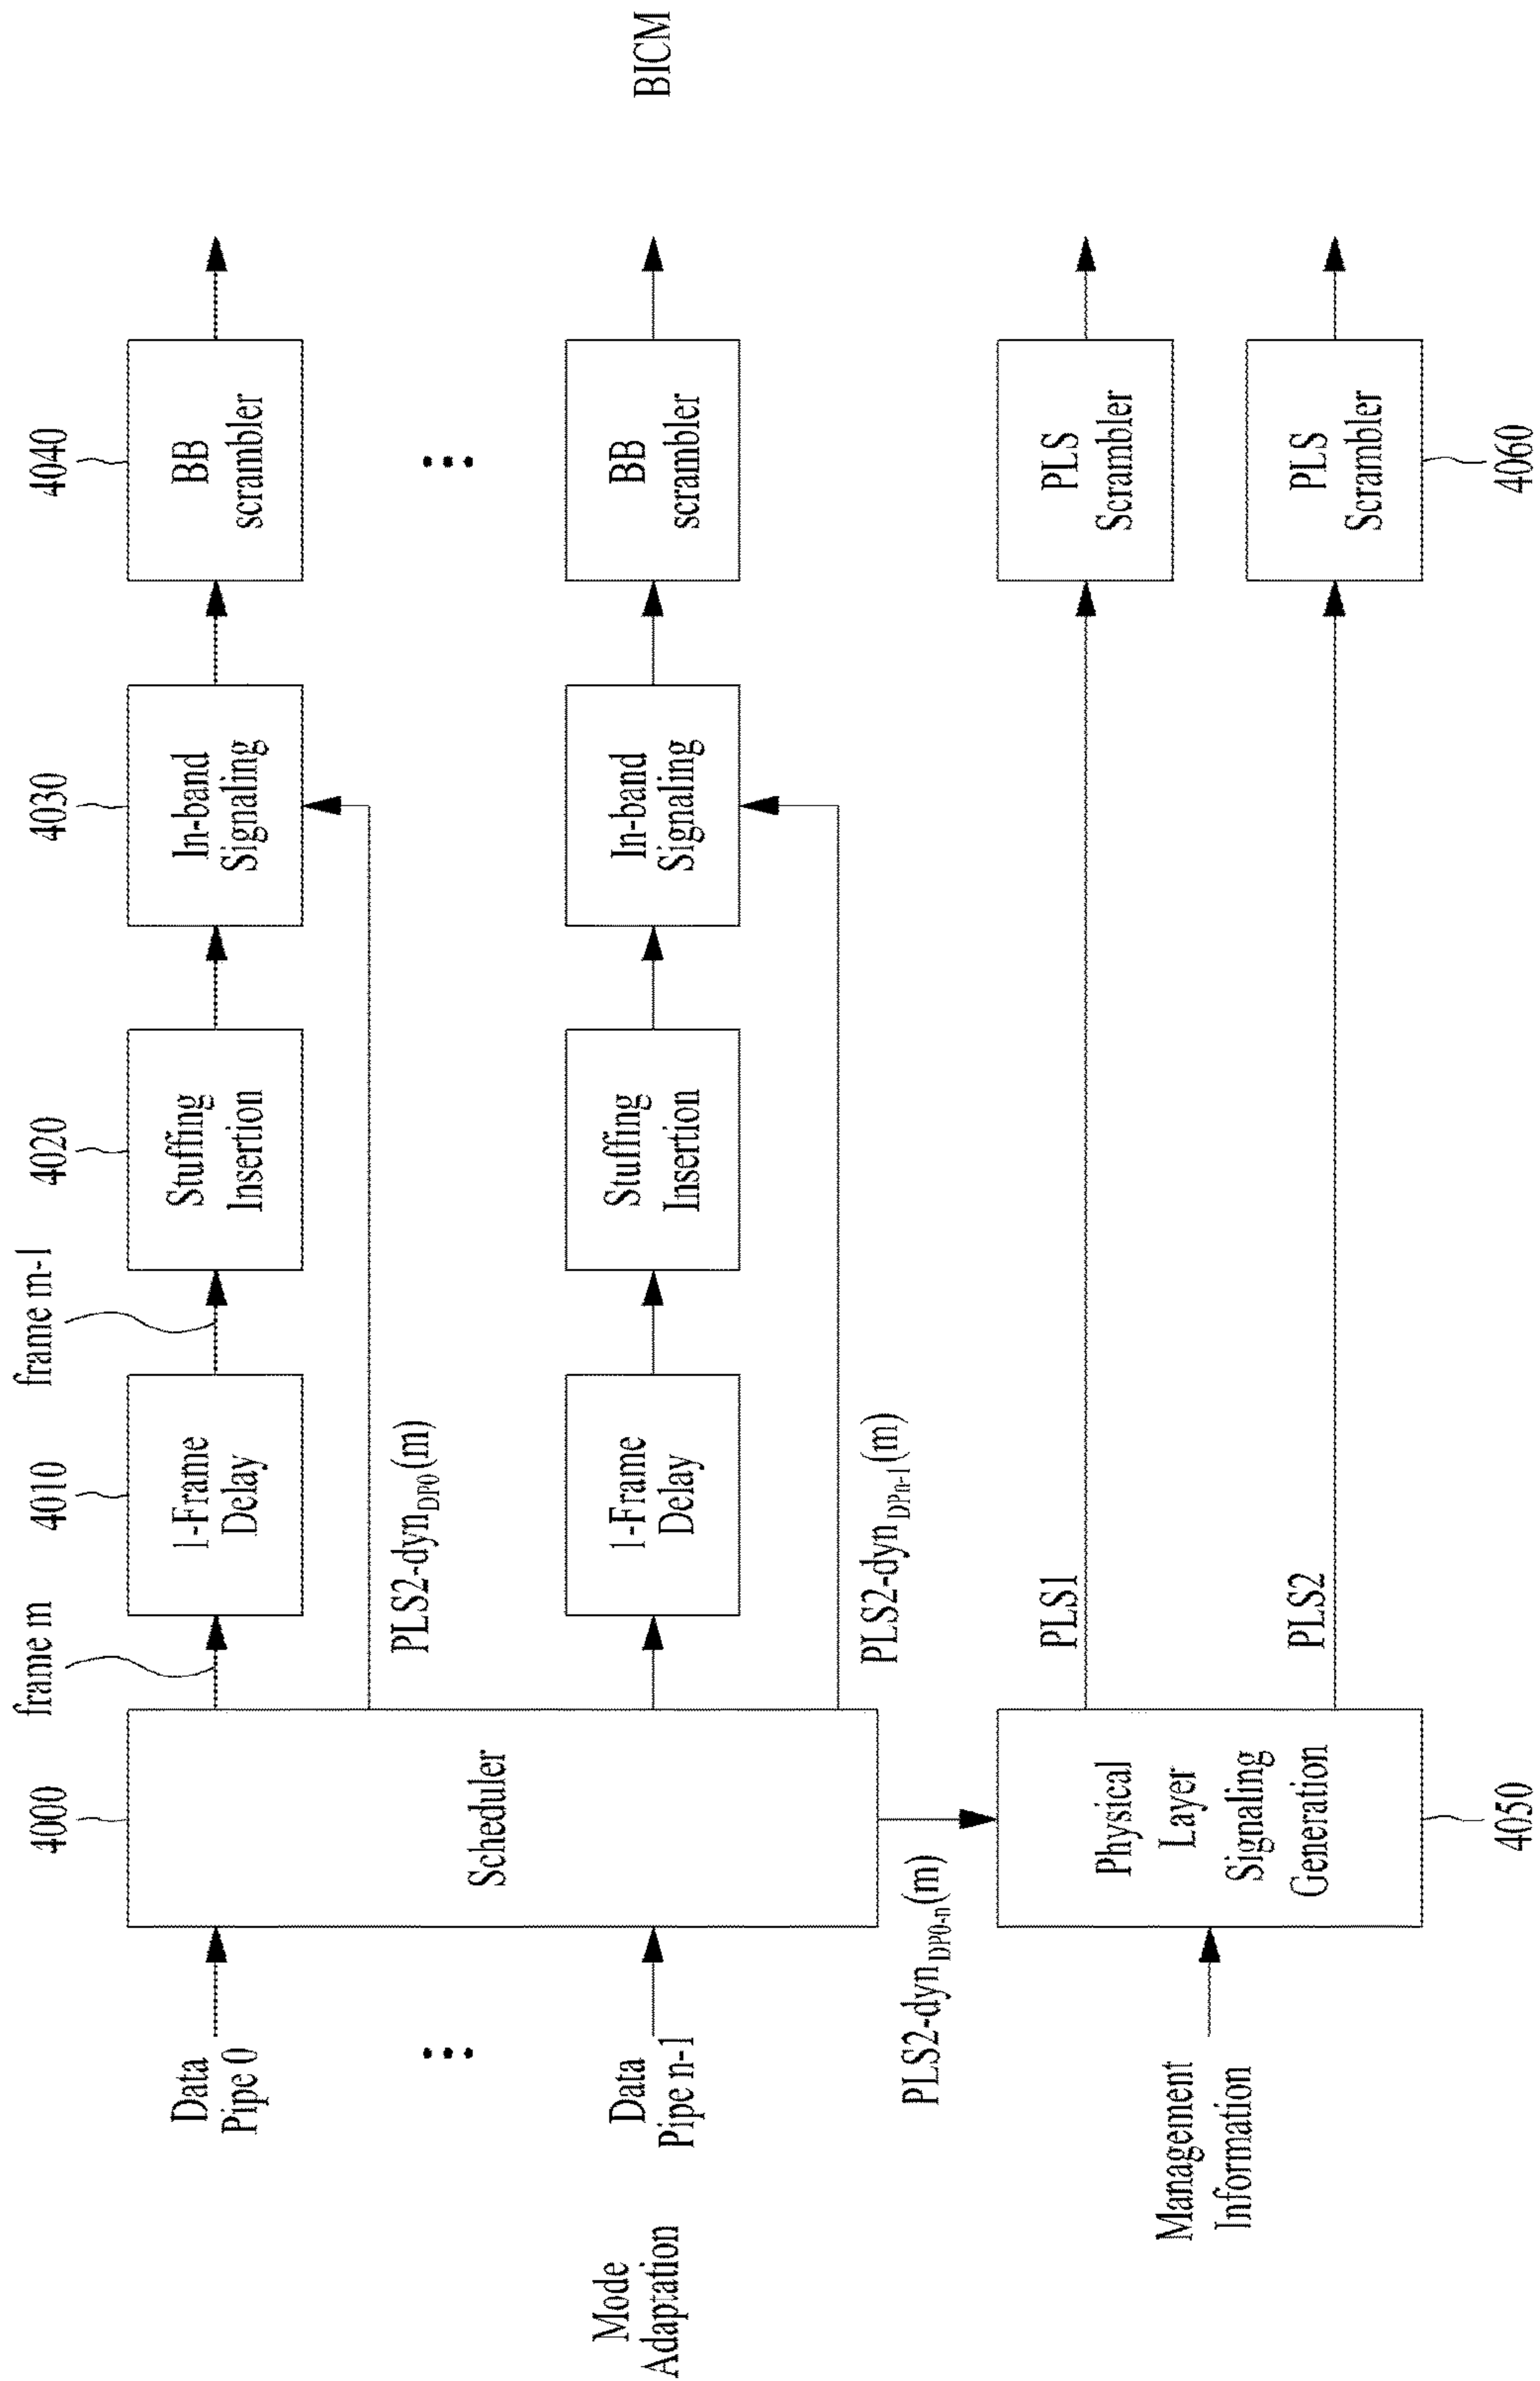 4000
frame m
4010
frame m-1
4020
4030
4040
Data
Pipe 0
Scheduler
1-Frame
Delay
Stuffing
Insertion
In-band
Signaling
BB
scrambler
PLS2-dynDP0(m)
Mode
Adaptation
Data
Pipe n-1
1-Frame
Delay
Stuffing
Insertion
In-band
Signaling
BB
scrambler
BICM
PLS2-dynDPn-1(m)
PLS2-dynDP0-n(m)
Management
Information
Physical
Layer
Signaling
Generation
PLS1
PLS
Scrambler
PLS2
PLS
Scrambler
4050
4060